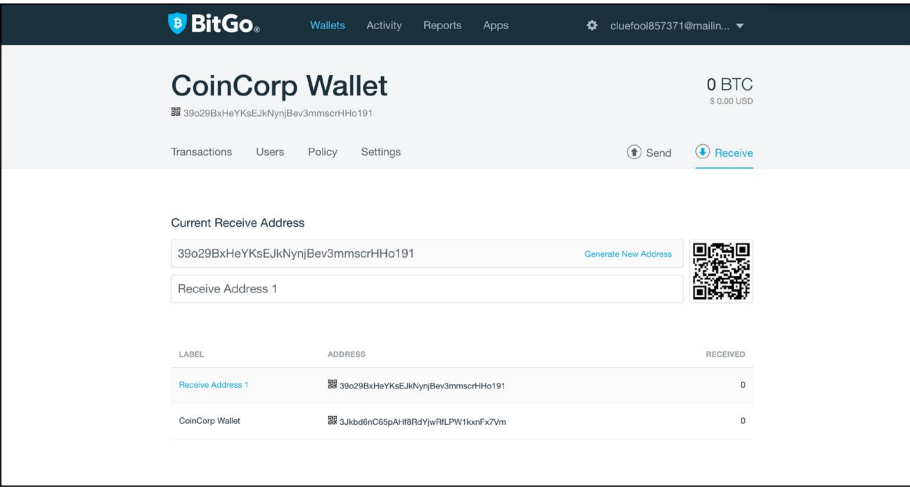 BitGo®
Wallets Activity Reports Apps cluefool857371@mailin...
CoinCorp Wallet
0 BTC
39o29BxHeYKsEJkNynjBev3mmscrHHo191
$ 0.00 USD
Transactions Users Policy Settings Send Receive
Current Receive Address
39o29BxHeYKsEJkNynjBev3mmscrHHo191 Generate New Address
Receive Address 1
LABEL ADDRESS RECEIVED
Receive Address 1 39o29BxHeYKsEJkNynjBev3mmscrHHo191 0
CoinCorp Wallet 3Jkbd6nC65pAHf8RdYjwRfLPW1kxnFx7Vm 0